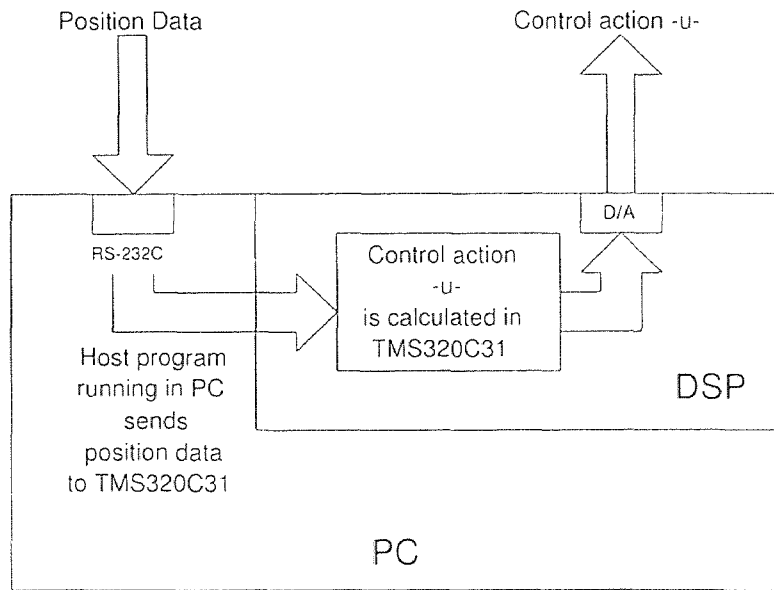 Position Data
Control action -u-
D/A
RS-232C
Control action
-u-
is calculated in
TMS320C31
Host program
running in PC
sends
position data
to TMS320C31
DSP
PC